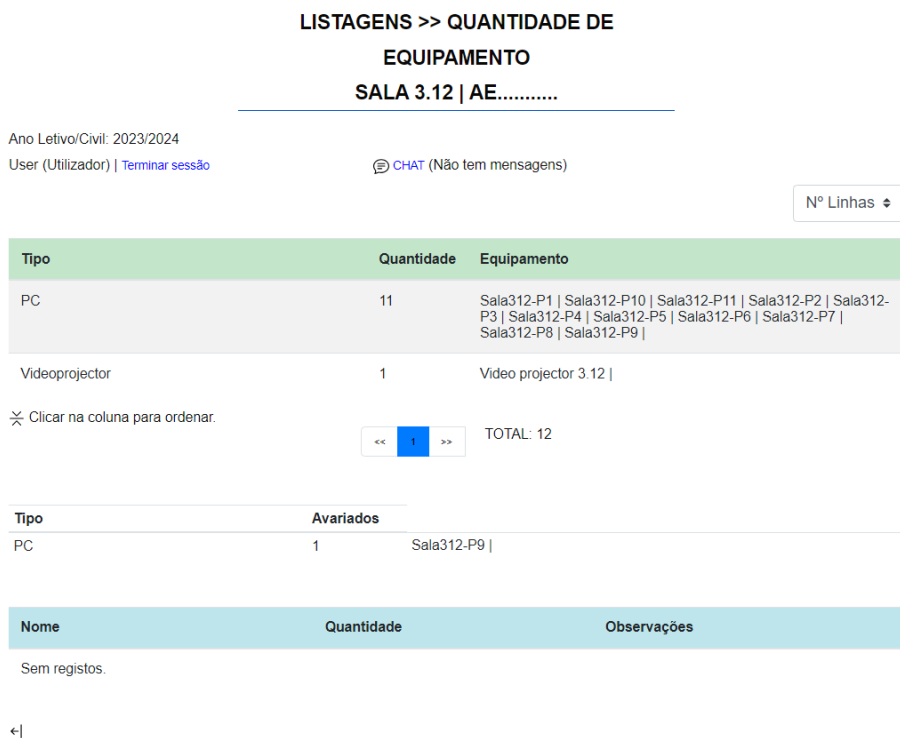 LISTAGENS >> QUANTIDADE DE
EQUIPAMENTO
SALA 3.12 | AE...........
Ano Letivo/Civil: 2023/2024
User (Utilizador) | Terminar sessão
CHAT (Não tem mensagens)
Nº Linhas
Tipo Quantidade Equipamento
PC 11 Sala312-P1 | Sala312-P10 | Sala312-P11 | Sala312-P2 | Sala312-
P3 | Sala312-P4 | Sala312-P5 | Sala312-P6 | Sala312-P7 |
Sala312-P8 | Sala312-P9 |
Videoprojector 1 Video projector 3.12 |
Clicar na coluna para ordenar.
<< 1 >> TOTAL: 12
Tipo Avariados
PC 1 Sala312-P9 |
Nome Quantidade Observações
Sem registos.